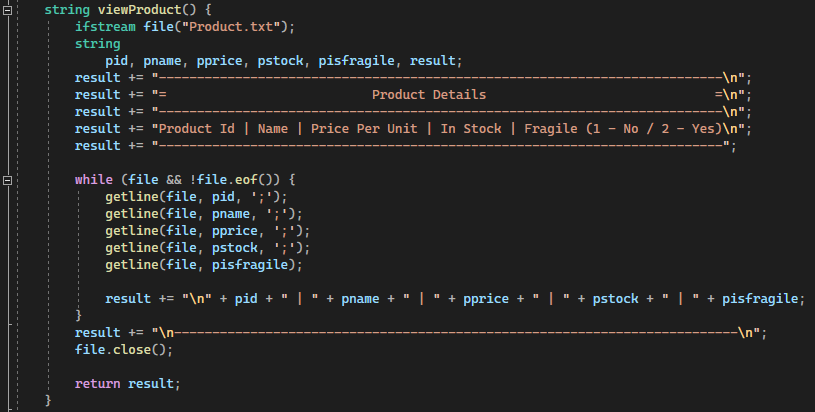 string viewProduct() {
    ifstream file("Product.txt");
    string
        pid, pname, pprice, pstock, pisfragile, result;
    result += "--------------------------------------------------------------------------\n";
    result += "=                           Product Details                              =\n";
    result += "--------------------------------------------------------------------------\n";
    result += "Product Id | Name | Price Per Unit | In Stock | Fragile (1 - No / 2 - Yes)\n";
    result += "--------------------------------------------------------------------------";

    while (file && !file.eof()) {
        getline(file, pid, ';');
        getline(file, pname, ';');
        getline(file, pprice, ';');
        getline(file, pstock, ';');
        getline(file, pisfragile);

        result += "\n" + pid + " | " + pname + " | " + pprice + " | " + pstock + " | " + pisfragile;
    }
    result += "\n--------------------------------------------------------------------------\n";
    file.close();

    return result;
}